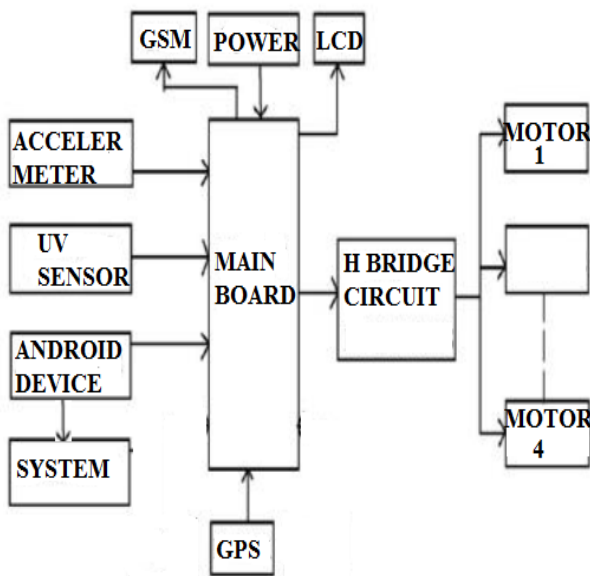 GSM
POWER
LCD
ACCELER
METER
MOTOR
1
UV
SENSOR
MAIN
BOARD
H BRIDGE
CIRCUIT
ANDROID
DEVICE
MOTOR
4
SYSTEM
GPS